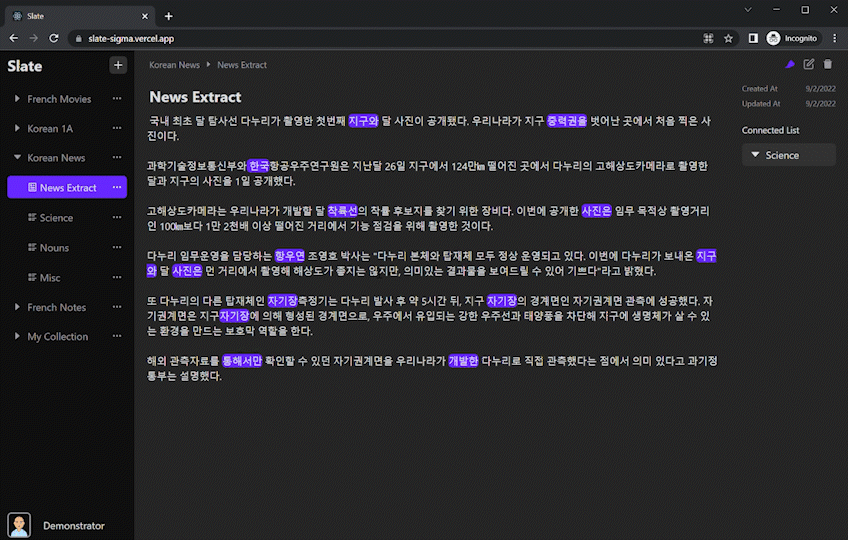 Slate
slate-sigma.vercel.app
Incognito
Slate
Korean News
News Extract
Created At 9/2/2022
Updated At 9/2/2022
Connected List
Science
French Movies
Korean 1A
Korean News
News Extract
Science
Nouns
Misc
French Notes
My Collection
Demonstrator
News Extract
국내 최초 달 탐사선 다누리가 촬영한 첫번째 지구와 달 사진이 공개됐다. 우리나라가 지구 중력권을 벗어난 곳에서 처음 찍은 사
진이다.
과학기술정보통신부와 한국항공우주연구원은 지난달 26일 지구에서 124만㎞ 떨어진 곳에서 다누리의 고해상도카메라로 촬영한
달과 지구의 사진을 1일 공개했다.
고해상도카메라는 우리나라가 개발할 달 착륙선의 착륙 후보지를 찾기 위한 장비다. 이번에 공개한 사진은 임무 목적상 촬영거리
인 100㎞보다 1만 2천배 이상 떨어진 거리에서 기능 점검을 위해 촬영한 것이다.
다누리 임무운영을 담당하는 항우연 조영호 박사는 "다누리 본체와 탑재체 모두 정상 운영되고 있다. 이번에 다누리가 보내온 지구
와 달 사진은 먼 거리에서 촬영해 해상도가 좋지는 않지만, 의미있는 결과물을 보여드릴 수 있어 기쁘다"라고 밝혔다.
또 다누리의 다른 탑재체인 자기장측정기는 다누리 발사 후 약 5시간 뒤, 지구 자기장의 경계면인 자기권계면 관측에 성공했다. 자
기권계면은 지구자기장에 의해 형성된 경계면으로, 우주에서 유입되는 강한 우주선과 태양풍을 차단해 지구에 생명체가 살 수 있
는 환경을 만드는 보호막 역할을 한다.
해외 관측자료를 통해서만 확인할 수 있던 자기권계면을 우리나라가 개발한 다누리로 직접 관측했다는 점에서 의미 있다고 과기정
통부는 설명했다.